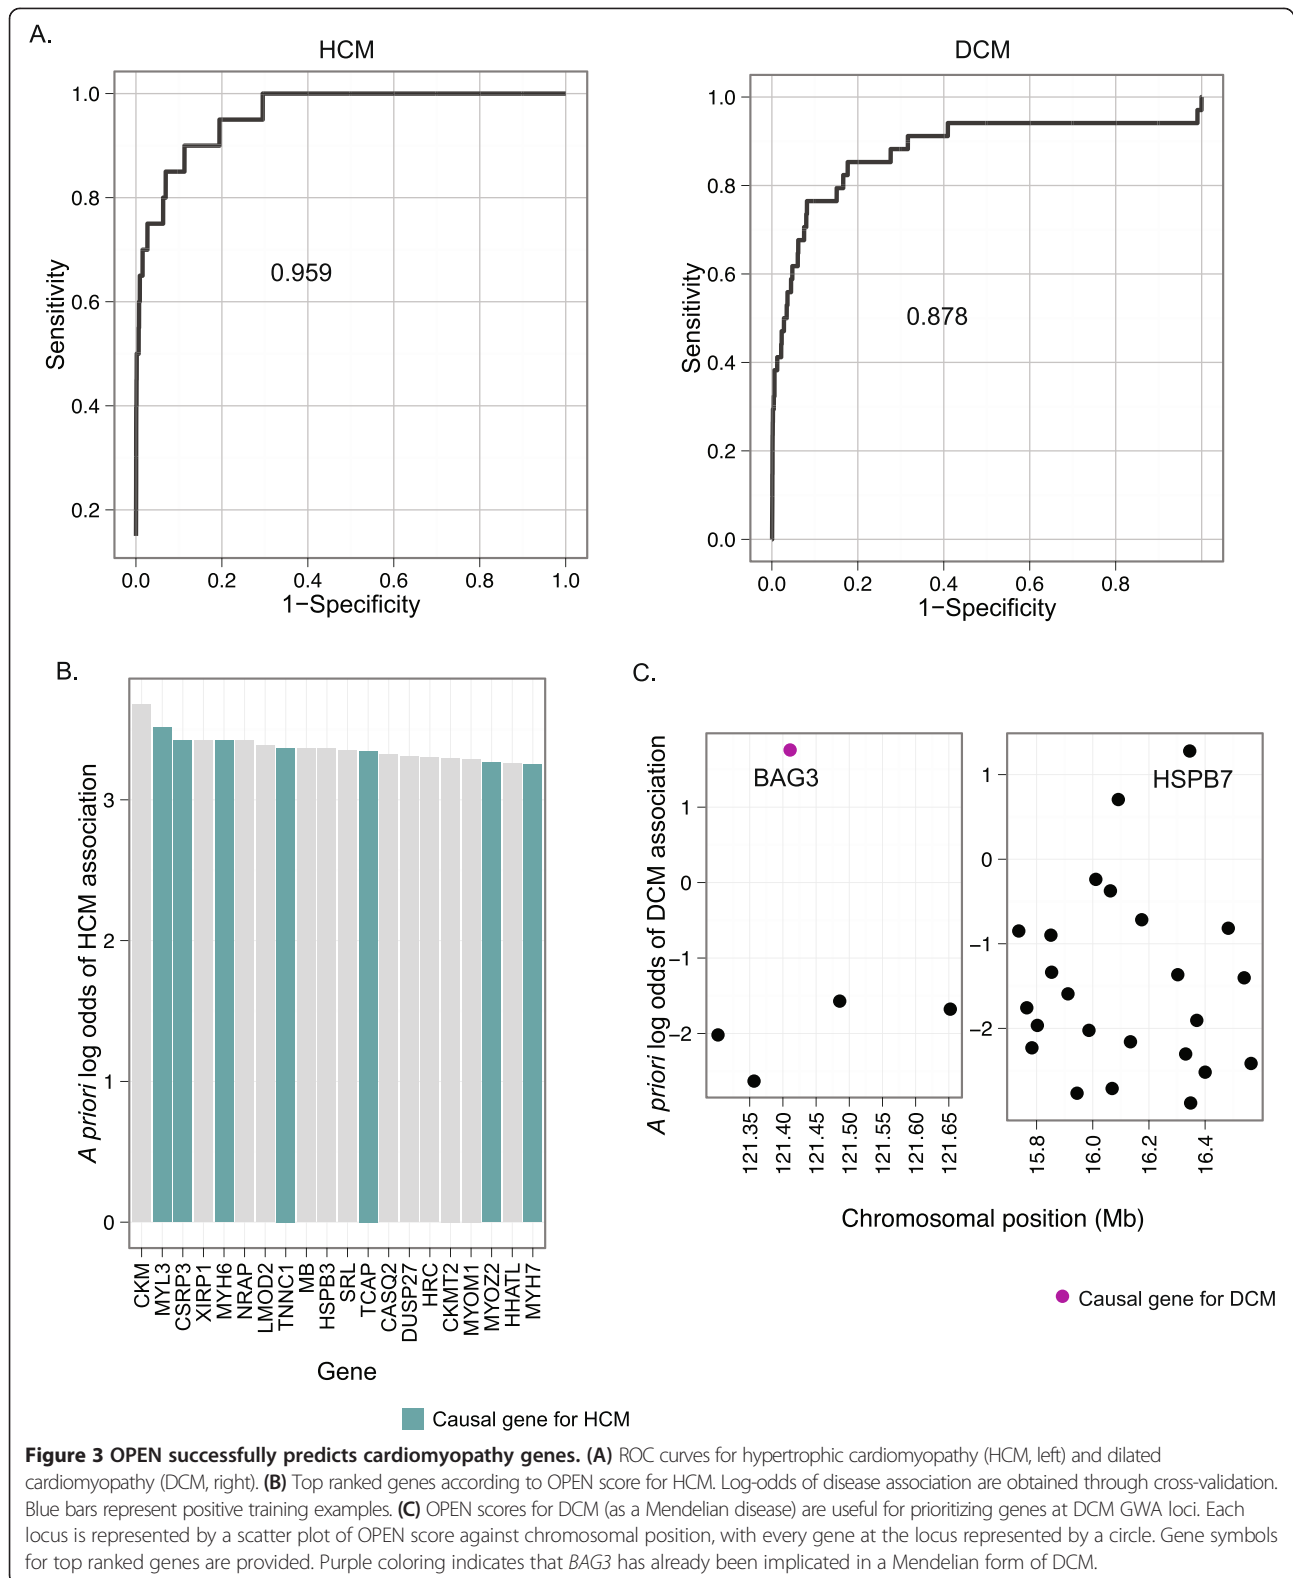 A.
HCM
DCM
1.0
0.8
0.6
0.4
0.2
Sensitivity
0.959
0.0
0.2
0.4
0.6
0.8
1.0
1−Specificity
1.0
0.8
0.6
0.4
0.2
0.0
Sensitivity
0.878
0.0
0.2
0.4
0.6
0.8
1−Specificity
B.
A priori log odds of HCM association
3
2
1
0
CKM
MYL3
CSRP3
XIRP1
MYH6
NRAP
LMOD2
TNNC1
MB
HSPB3
SRL
TCAP
CASQ2
DUSP27
HRC
CKMT2
MYOM1
MYOZ2
HHATL
MYH7
Gene
Causal gene for HCM
C.
A priori log odds of DCM association
1
0
−1
−2
BAG3
121.35
121.40
121.45
121.50
121.55
121.60
121.65
1
0
−1
−2
HSPB7
15.8
16.0
16.2
16.4
Chromosomal position (Mb)
Causal gene for DCM
Figure 3 OPEN successfully predicts cardiomyopathy genes. (A) ROC curves for hypertrophic cardiomyopathy (HCM, left) and dilated
cardiomyopathy (DCM, right). (B) Top ranked genes according to OPEN score for HCM. Log-odds of disease association are obtained through cross-validation.
Blue bars represent positive training examples. (C) OPEN scores for DCM (as a Mendelian disease) are useful for prioritizing genes at DCM GWA loci. Each
locus is represented by a scatter plot of OPEN score against chromosomal position, with every gene at the locus represented by a circle. Gene symbols
for top ranked genes are provided. Purple coloring indicates that BAG3 has already been implicated in a Mendelian form of DCM.